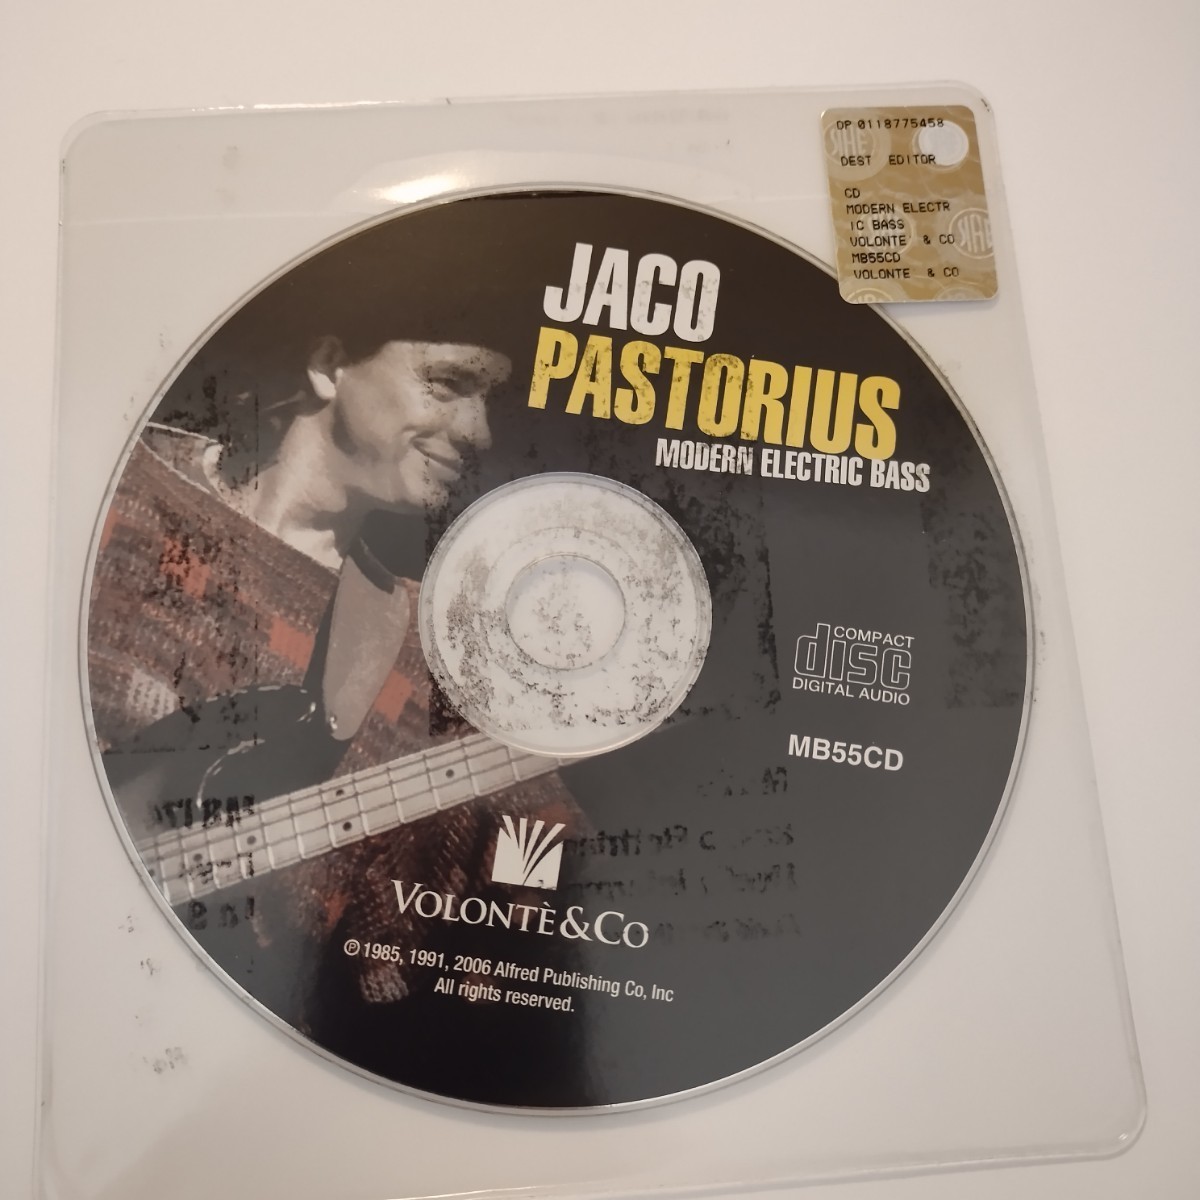 DP 0118775458
DEST EDITOR
CD
MODERN ELECTR
IC BASS
VOLONTE' & CO
MB55CD
VOLONTE & CO
JACO
PASTORIUS
MODERN ELECTRIC BASS
COMPACT
disc
DIGITAL AUDIO
MB55CD
VOLONTÈ&CO
℗ 1985, 1991, 2006 Alfred Publishing Co, Inc
All rights reserved.